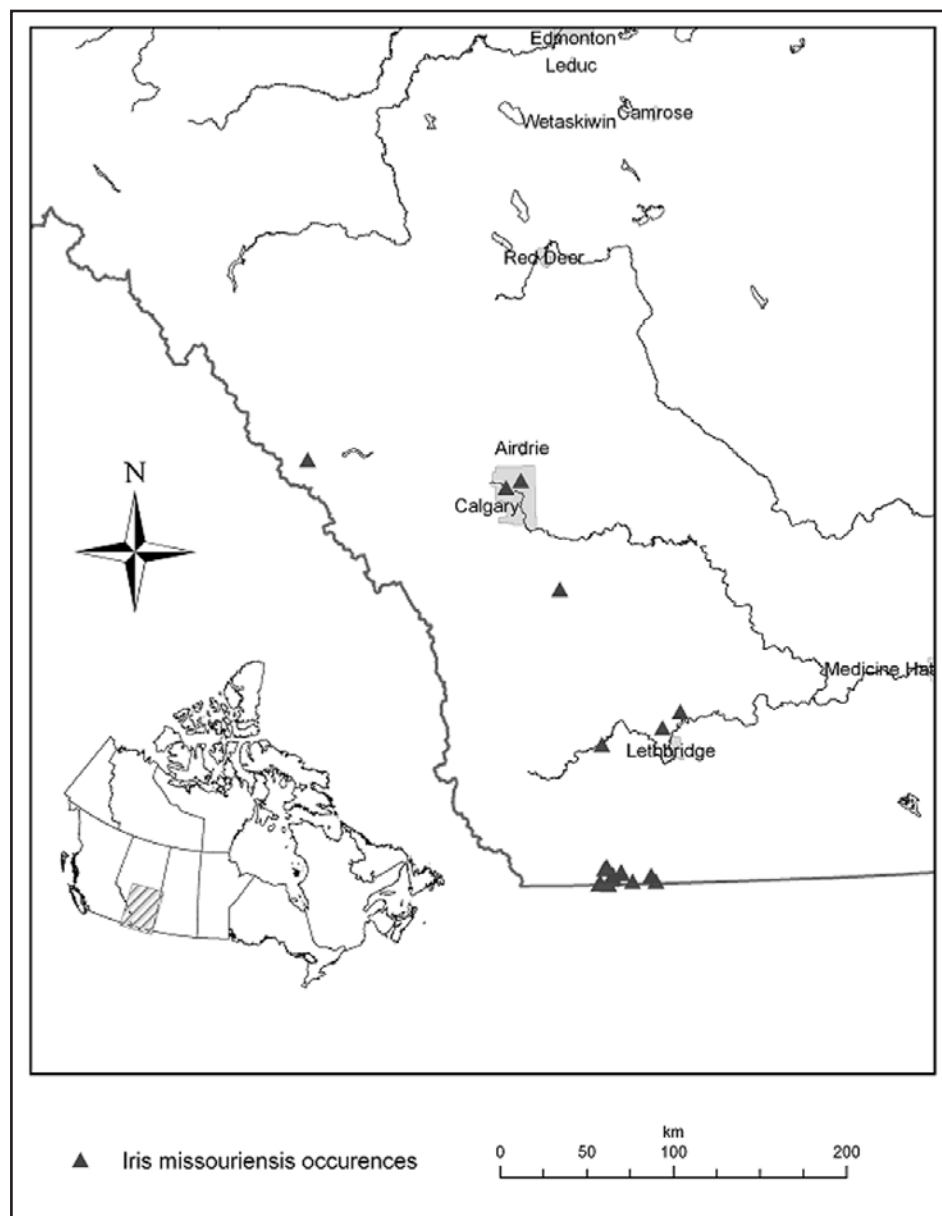 Edmonton
Leduc
Wetaskiwin
Camrose
Red Deer
Airdrie
Calgary
N
Medicine Hat
Lethbridge
km
Iris missouriensis occurences
0 50 100 200